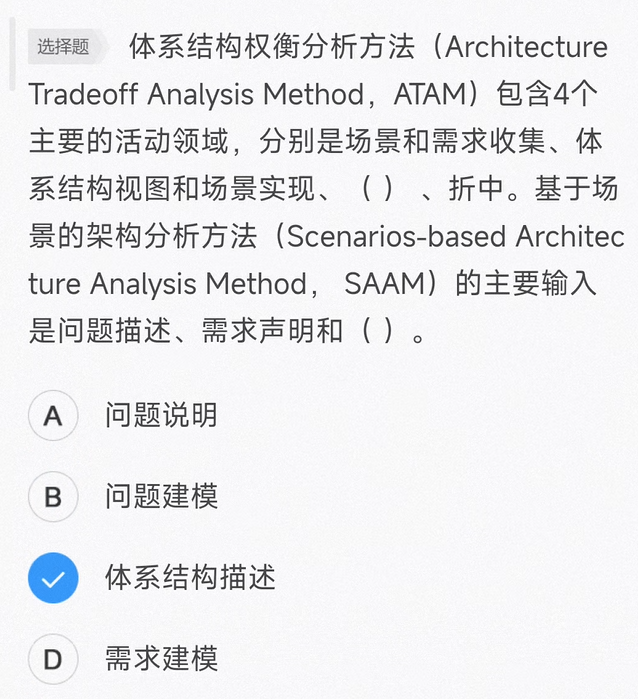 选择题 体系结构权衡分析方法（Architecture
Tradeoff Analysis Method，ATAM）包含4个
主要的活动领域，分别是场景和需求收集、体
系结构视图和场景实现、（ ） 、折中。基于场
景的架构分析方法（Scenarios-based Architec
ture Analysis Method， SAAM）的主要输入
是问题描述、需求声明和（ ）。
A 问题说明
B 问题建模
体系结构描述
D 需求建模